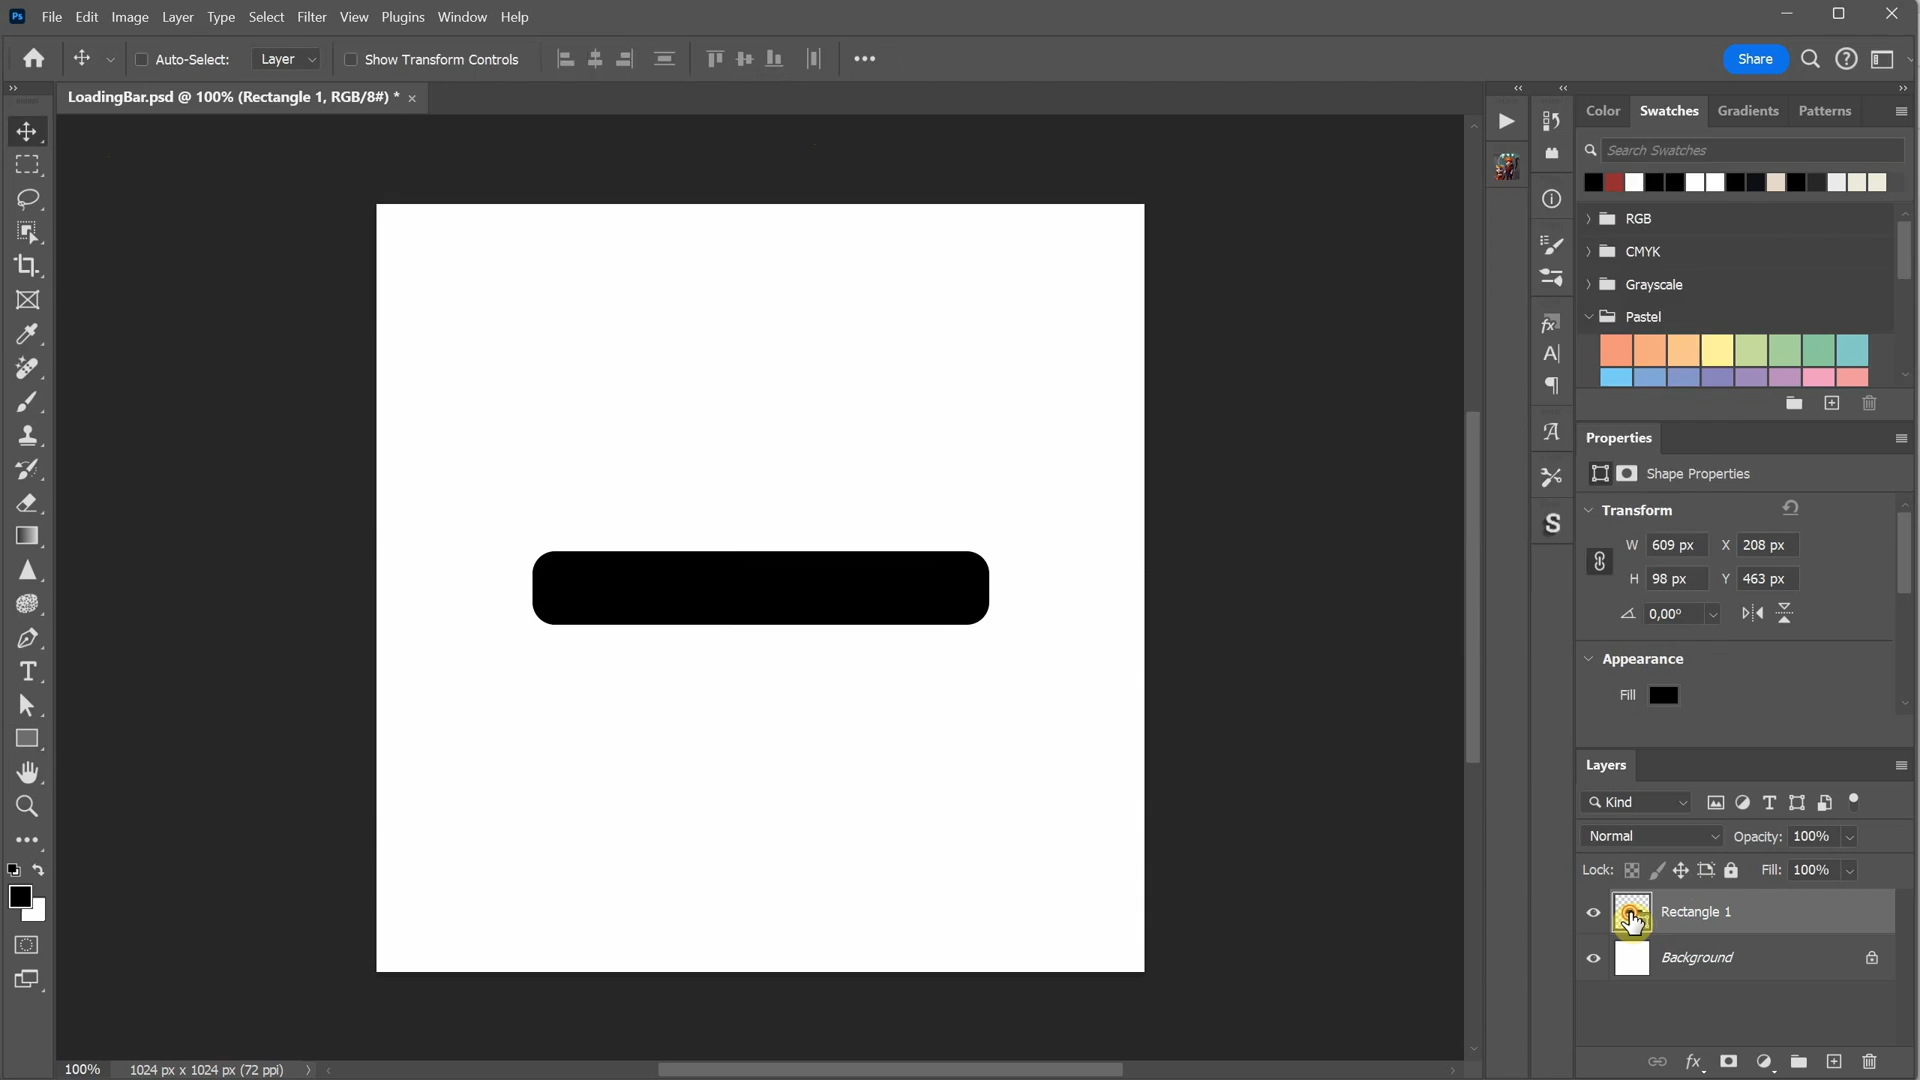 Ps File Edit Image Layer Type Select Filter View Plugins Window Help
Auto-Select: Layer Show Transform Controls Share
LoadingBar.psd @ 100% (Rectangle 1, RGB/8#) *
Color Swatches Gradients Patterns
Search Swatches
RGB
CMYK
Grayscale
Pastel
Properties
Shape Properties
Transform
W 609 px X 208 px
H 98 px Y 463 px
0,00°
Appearance
Fill
Layers
Kind
Normal Opacity: 100%
Lock: Fill: 100%
Rectangle 1
Background
100% 1024 px x 1024 px (72 ppi)